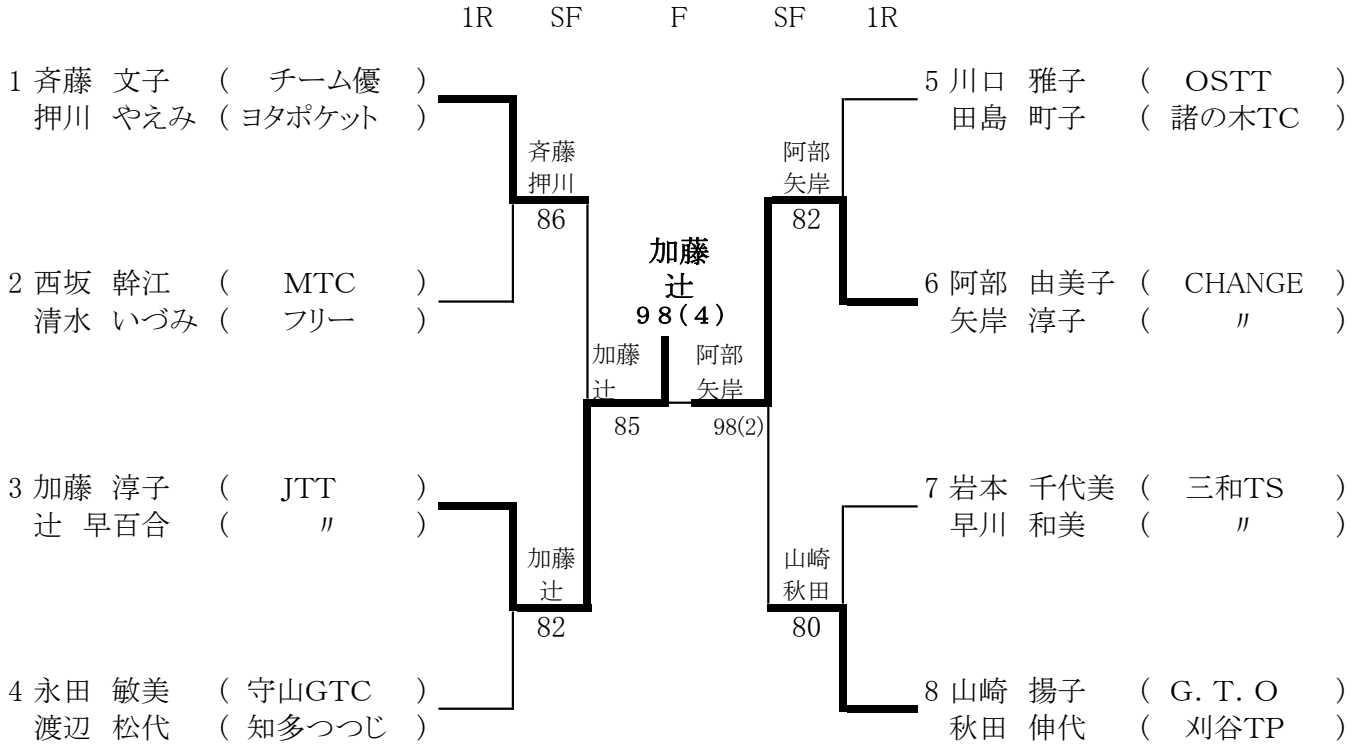 1R SF F SF 1R
1 斉藤 文子 ( チーム優 )
押川 やえみ ( ヨタポケット )
2 西坂 幹江 ( MTC )
清水 いづみ ( フリー )
3 加藤 淳子 ( JTT )
辻 早百合 ( 〃 )
4 永田 敏美 ( 守山GTC )
渡辺 松代 ( 知多つつじ )
斉藤
押川
86
加藤
辻
82
加藤
辻
85
加藤
辻
98(4)
阿部
矢岸
98(2)
阿部
矢岸
82
山崎
秋田
80
5 川口 雅子 ( OSTT )
田島 町子 ( 諸の木TC )
6 阿部 由美子 ( CHANGE )
矢岸 淳子 ( 〃 )
7 岩本 千代美 ( 三和TS )
早川 和美 ( 〃 )
8 山崎 揚子 ( G.T.O )
秋田 伸代 ( 刈谷TP )